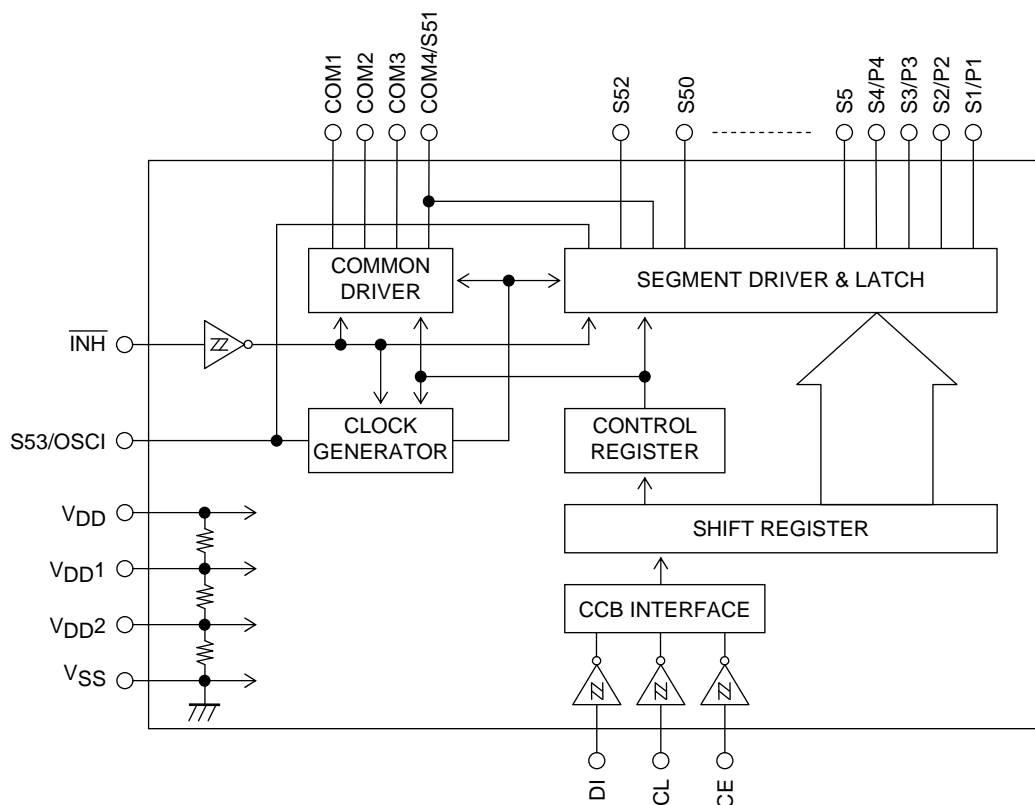 COM1
COM2
COM3
COM4/S51
S52
S50
S5
S4/P4
S3/P3
S2/P2
S1/P1
COMMON
DRIVER
SEGMENT DRIVER & LATCH
INH
S53/OSCI
CLOCK
GENERATOR
CONTROL
REGISTER
VDD
SHIFT REGISTER
VDD1
CCB INTERFACE
VDD2
VSS
DI
CL
CE